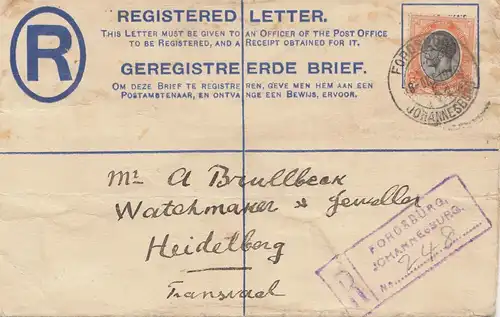 REGISTERED LETTER.
THIS LETTER MUST BE GIVEN TO AN OFFICER OF THE POST OFFICE
TO BE REGISTERED, AND A RECEIPT OBTAINED FOR IT.
GEREGISTREERDE BRIEF.
OM DEZE BRIEF TE REGISTREREN, GEVE MEN HEM AAN EEN
POSTAMBTENAAR, EN ONTVANGE EEN BEWIJS, ERVOOR.
R
JOHANNESBURG
Mr A Brullbeck
Watchmaker & Jeweller
Heidelberg
Transvaal
R
FORDSBURG,
JOHANNESBURG.
No. 248